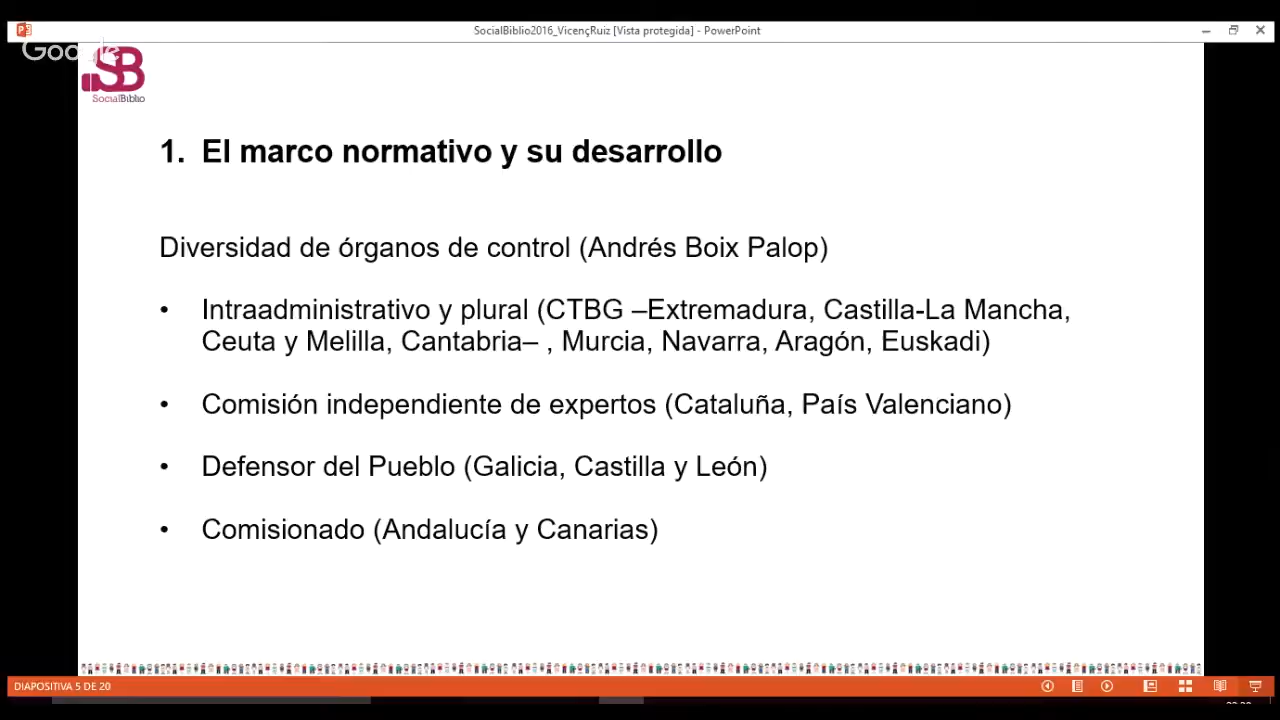 SocialBiblio2016_VicençRuiz [Vista protegida] - PowerPoint
Google
SB
SocialBiblio
1. El marco normativo y su desarrollo
Diversidad de órganos de control (Andrés Boix Palop)
• Intraadministrativo y plural (CTBG –Extremadura, Castilla-La Mancha,
Ceuta y Melilla, Cantabria– , Murcia, Navarra, Aragón, Euskadi)
• Comisión independiente de expertos (Cataluña, País Valenciano)
• Defensor del Pueblo (Galicia, Castilla y León)
• Comisionado (Andalucía y Canarias)
DIAPOSITIVA 5 DE 20